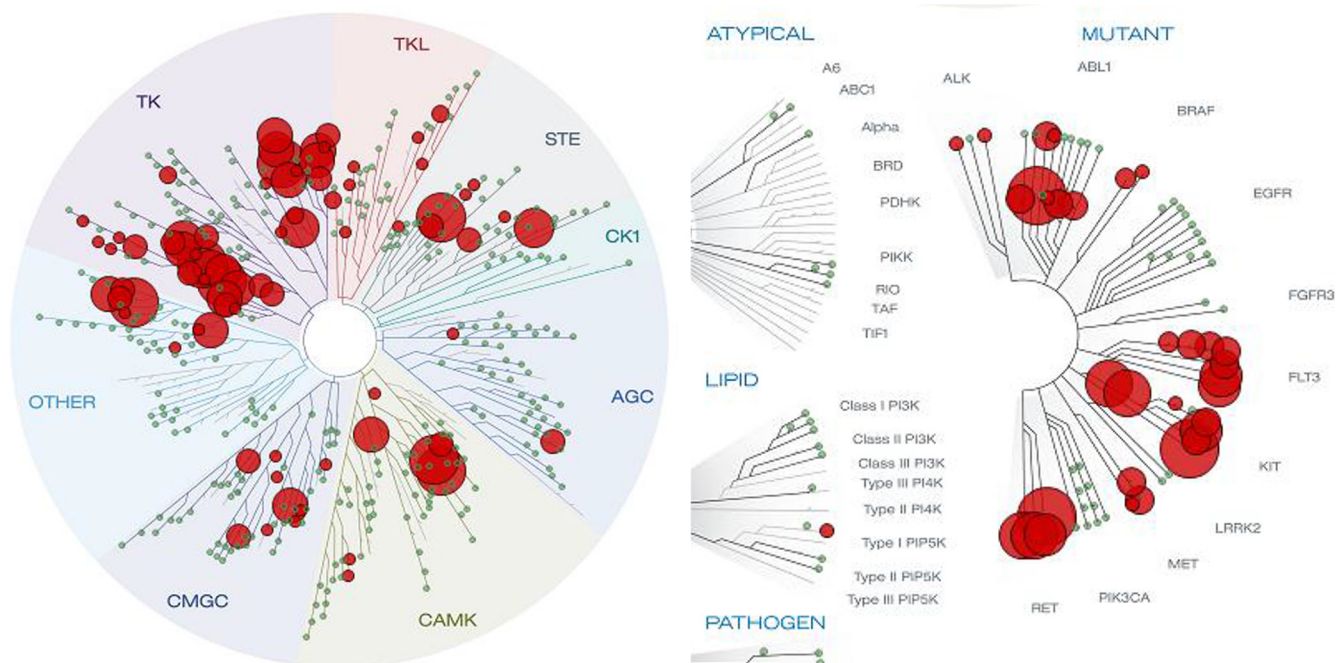 TKL
TK
STE
CK1
OTHER
AGC
CMGC
CAMK
ATYPICAL
A6
ABC1
Alpha
BRD
PDHK
PIKK
RIO
TAF
TIF1
LIPID
Class I PI3K
Class II PI3K
Class III PI3K
Type III PI4K
Type II PI4K
Type I PIP5K
Type II PIP5K
Type III PIP5K
PATHOGEN
MUTANT
ABL1
ALK
BRAF
EGFR
FGFR3
FLT3
KIT
LRRK2
MET
PIK3CA
RET